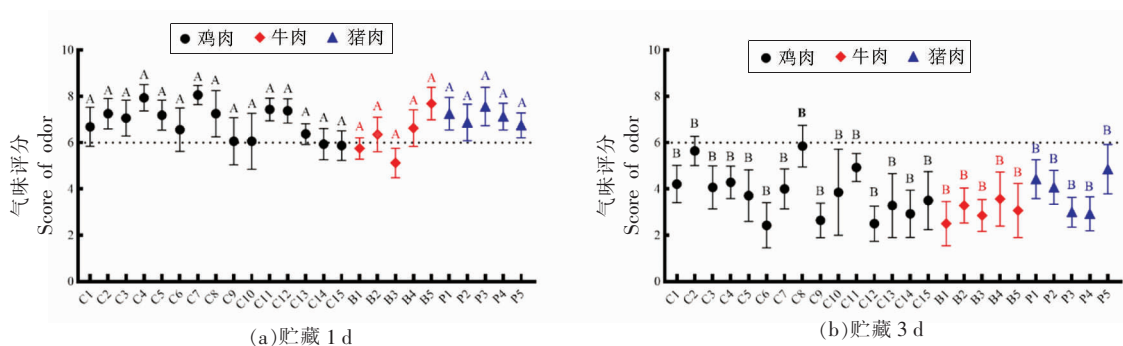 鸡肉 牛肉 猪肉
气味评分
Score of odor
10
8
6
4
2
0
A A A A A A A A A A A A A A A A A A A A A A A A A
C1 C2 C3 C4 C5 C6 C7 C8 C9 C10 C11 C12 C13 C14 C15 B1 B2 B3 B4 B5 P1 P2 P3 P4 P5
(a)贮藏 1 d
鸡肉 牛肉 猪肉
气味评分
Score of odor
10
8
6
4
2
0
B B B B B B B B B B B B B B B B B B B B B B B B B
C1 C2 C3 C4 C5 C6 C7 C8 C9 C10 C11 C12 C13 C14 C15 B1 B2 B3 B4 B5 P1 P2 P3 P4 P5
(b)贮藏 3 d